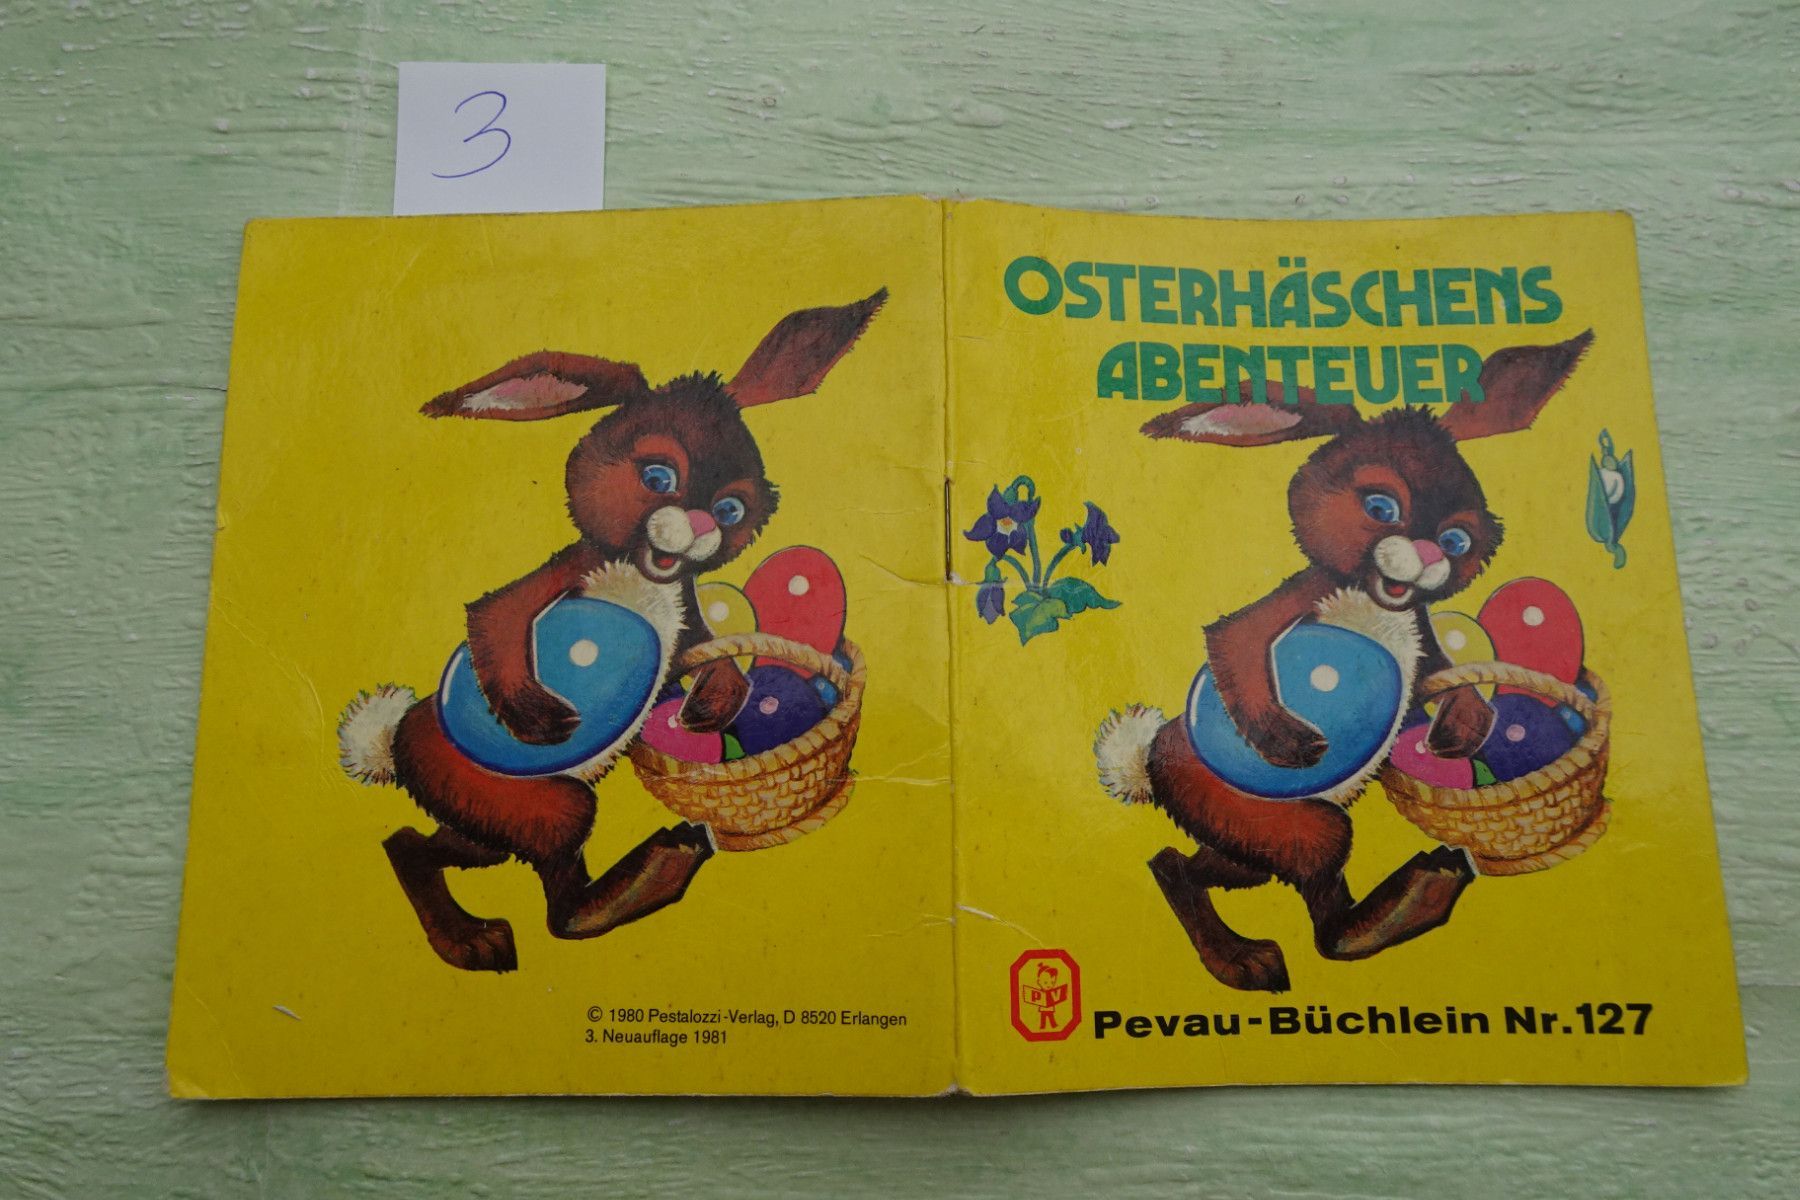 3
OSTERHÄSCHENS
ABENTEUER
PV
Pevau-Büchlein Nr. 127
© 1980 Pestalozzi-Verlag, D 8520 Erlangen
3. Neuauflage 1981